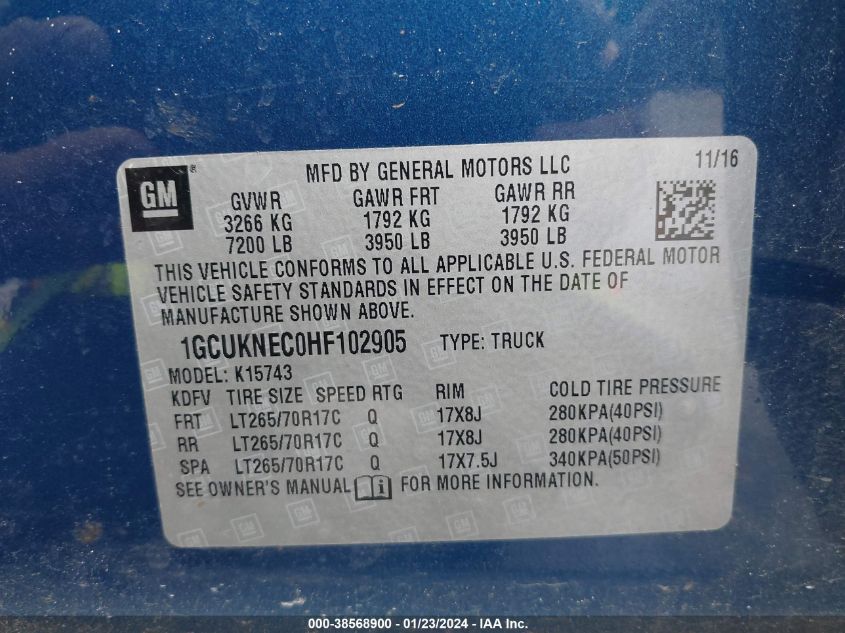 GM
MFD BY GENERAL MOTORS LLC
11/16
GVWR GAWR FRT GAWR RR
3266 KG 1792 KG 1792 KG
7200 LB 3950 LB 3950 LB
THIS VEHICLE CONFORMS TO ALL APPLICABLE U.S. FEDERAL MOTOR
VEHICLE SAFETY STANDARDS IN EFFECT ON THE DATE OF
MANUFACTURE SHOWN ABOVE.
1GCUKNEC0HF102905 TYPE: TRUCK
MODEL: K15743
KDFV TIRE SIZE SPEED RTG RIM COLD TIRE PRESSURE
FRT LT265/70R17C Q 17X8J 280KPA(40PSI)
RR LT265/70R17C Q 17X8J 280KPA(40PSI)
SPA LT265/70R17C Q 17X7.5J 340KPA(50PSI)
SEE OWNER'S MANUAL FOR MORE INFORMATION.
000-38568900 - 01/23/2024 - IAA Inc.